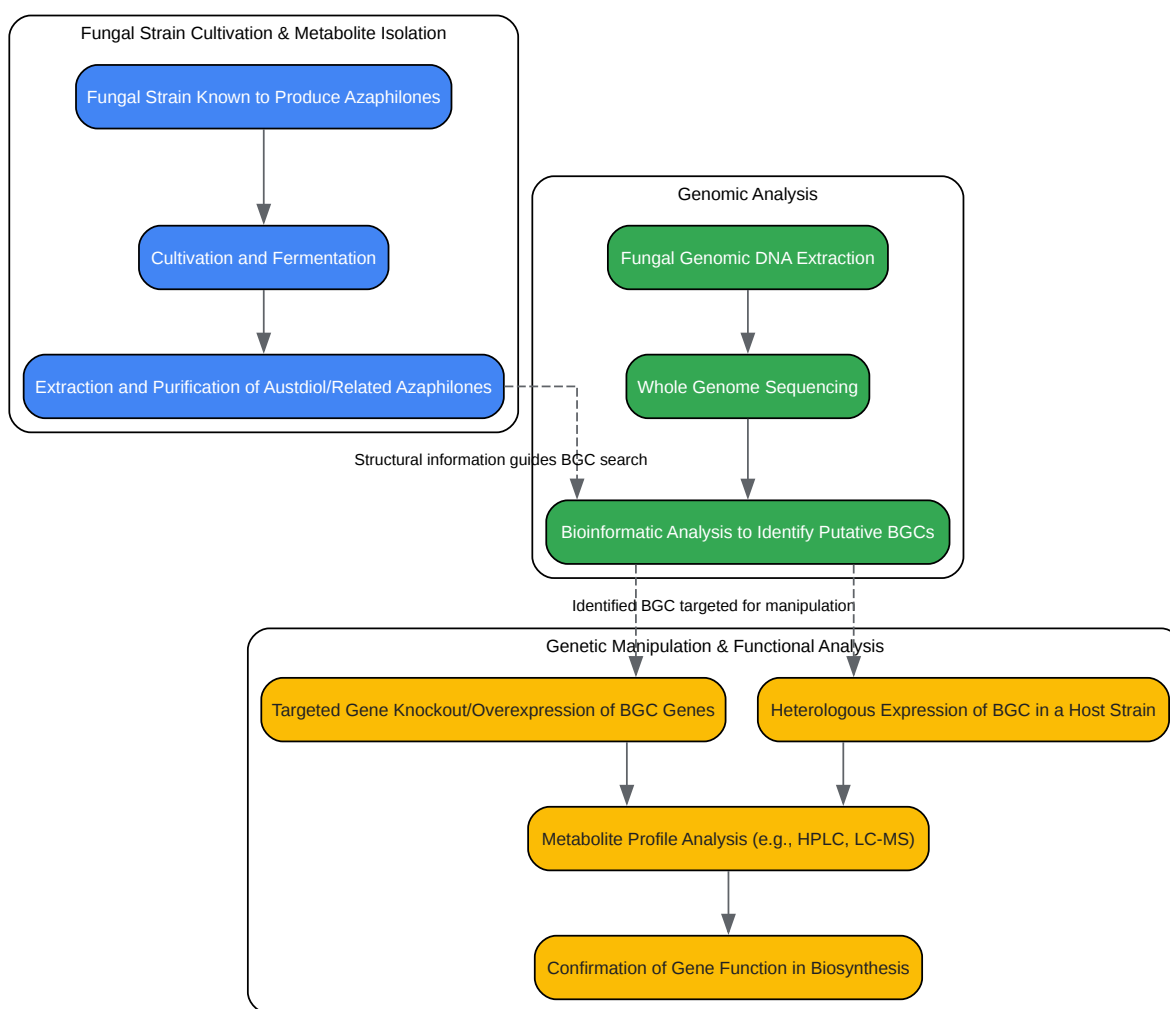 Fungal Strain Cultivation & Metabolite Isolation
Fungal Strain Known to Produce Azaphilones
Cultivation and Fermentation
Extraction and Purification of Austdiol/Related Azaphilones
Genomic Analysis
Fungal Genomic DNA Extraction
Whole Genome Sequencing
Structural information guides BGC search
Bioinformatic Analysis to Identify Putative BGCs
Identified BGC targeted for manipulation
Genetic Manipulation & Functional Analysis
Targeted Gene Knockout/Overexpression of BGC Genes
Heterologous Expression of BGC in a Host Strain
Metabolite Profile Analysis (e.g., HPLC, LC-MS)
Confirmation of Gene Function in Biosynthesis